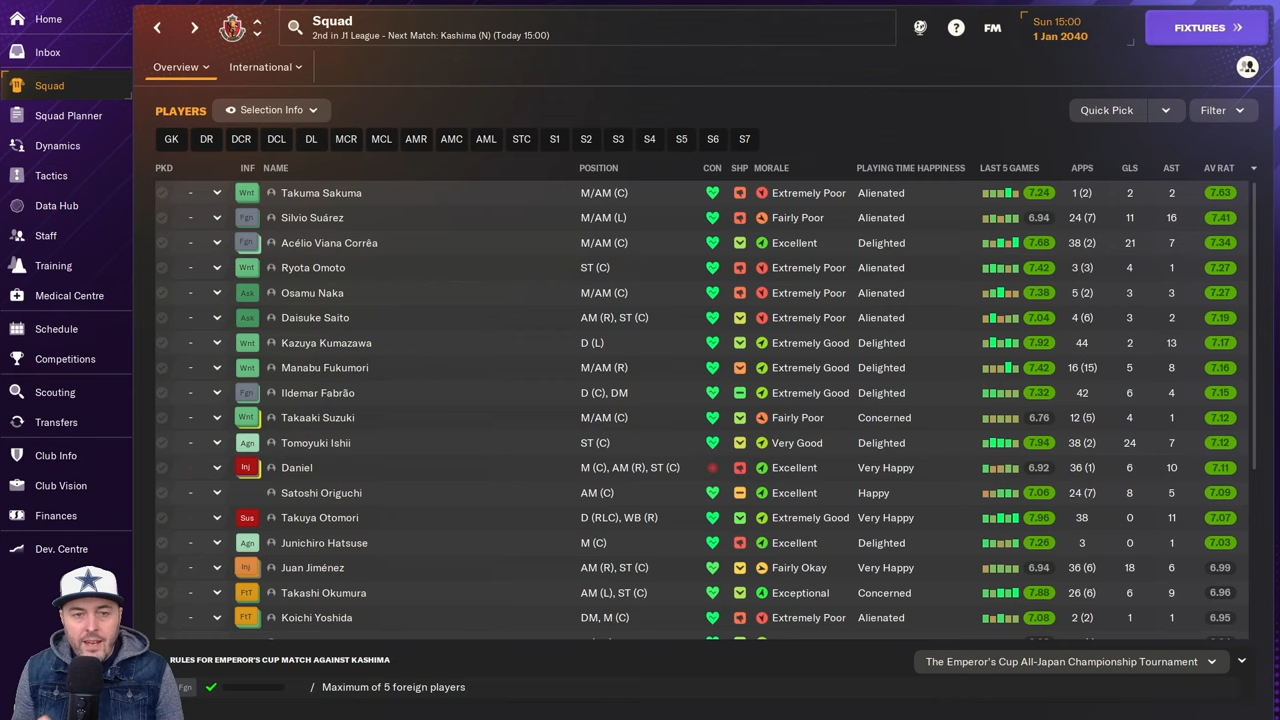 Home
Inbox
Squad
Squad Planner
Dynamics
Tactics
Data Hub
Staff
Training
Medical Centre
Schedule
Competitions
Scouting
Transfers
Club Info
Club Vision
Finances
Dev. Centre
Squad
2nd in J1 League - Next Match: Kashima (N) (Today 15:00)
? FM
Sun 15:00
1 Jan 2040
FIXTURES
Overview International
PLAYERS Selection Info Quick Pick Filter
GK DR DCR DCL DL MCR MCL AMR AMC AML STC S1 S2 S3 S4 S5 S6 S7
PKD INF NAME POSITION CON SHP MORALE PLAYING TIME HAPPINESS LAST 5 GAMES APPS GLS AST AV RAT
- Wnt Takuma Sakuma M/AM (C) Extremely Poor Alienated 7.24 1 (2) 2 2 7.63
- Fgn Silvio Suárez M/AM (L) Fairly Poor Alienated 6.94 24 (7) 11 16 7.41
- Fgn Acélio Viana Corrêa M/AM (C) Excellent Delighted 7.68 38 (2) 21 7 7.34
- Wnt Ryota Omoto ST (C) Extremely Poor Alienated 7.42 3 (3) 4 1 7.27
- Ask Osamu Naka M/AM (C) Extremely Poor Alienated 7.38 5 (2) 3 3 7.27
- Ask Daisuke Saito AM (R), ST (C) Extremely Poor Alienated 7.04 4 (6) 3 2 7.19
- Wnt Kazuya Kumazawa D (L) Extremely Good Delighted 7.92 44 2 13 7.17
- Wnt Manabu Fukumori M/AM (R) Extremely Good Delighted 7.42 16 (15) 5 8 7.16
- Fgn Ildemar Fabrão D (C), DM Extremely Good Delighted 7.32 42 6 4 7.15
- Wnt Takaaki Suzuki M/AM (C) Fairly Poor Concerned 6.76 12 (5) 4 1 7.12
- Agn Tomoyuki Ishii ST (C) Very Good Delighted 7.94 38 (2) 24 7 7.12
- Inj Daniel M (C), AM (R), ST (C) Excellent Very Happy 6.92 36 (1) 6 10 7.11
- Satoshi Origuchi AM (C) Excellent Happy 7.06 24 (7) 8 5 7.09
- Sus Takuya Otomori D (RLC), WB (R) Extremely Good Very Happy 7.96 38 0 11 7.07
- Agn Junichiro Hatsuse M (C) Excellent Delighted 7.26 3 0 1 7.03
- Inj Juan Jiménez AM (R), ST (C) Fairly Okay Very Happy 6.94 36 (6) 18 6 6.99
- FtT Takashi Okumura AM (L), ST (C) Exceptional Concerned 7.88 26 (6) 6 9 6.96
- FtT Koichi Yoshida DM, M (C) Extremely Poor Alienated 7.08 2 (2) 1 1 6.95
RULES FOR EMPEROR'S CUP MATCH AGAINST KASHIMA
The Emperor's Cup All-Japan Championship Tournament
Fgn / Maximum of 5 foreign players